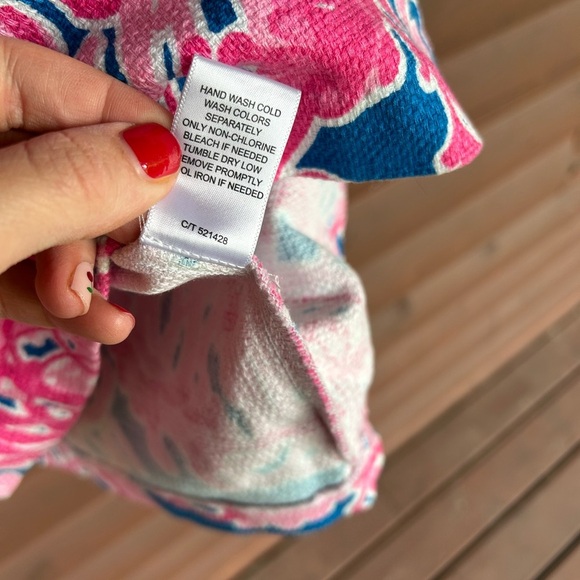 HAND WASH COLD
WASH COLORS
SEPARATELY
ONLY NON-CHLORINE
BLEACH IF NEEDED
TUMBLE DRY LOW
EMOVE PROMPTLY
OL IRON IF NEEDED
C/T 521428